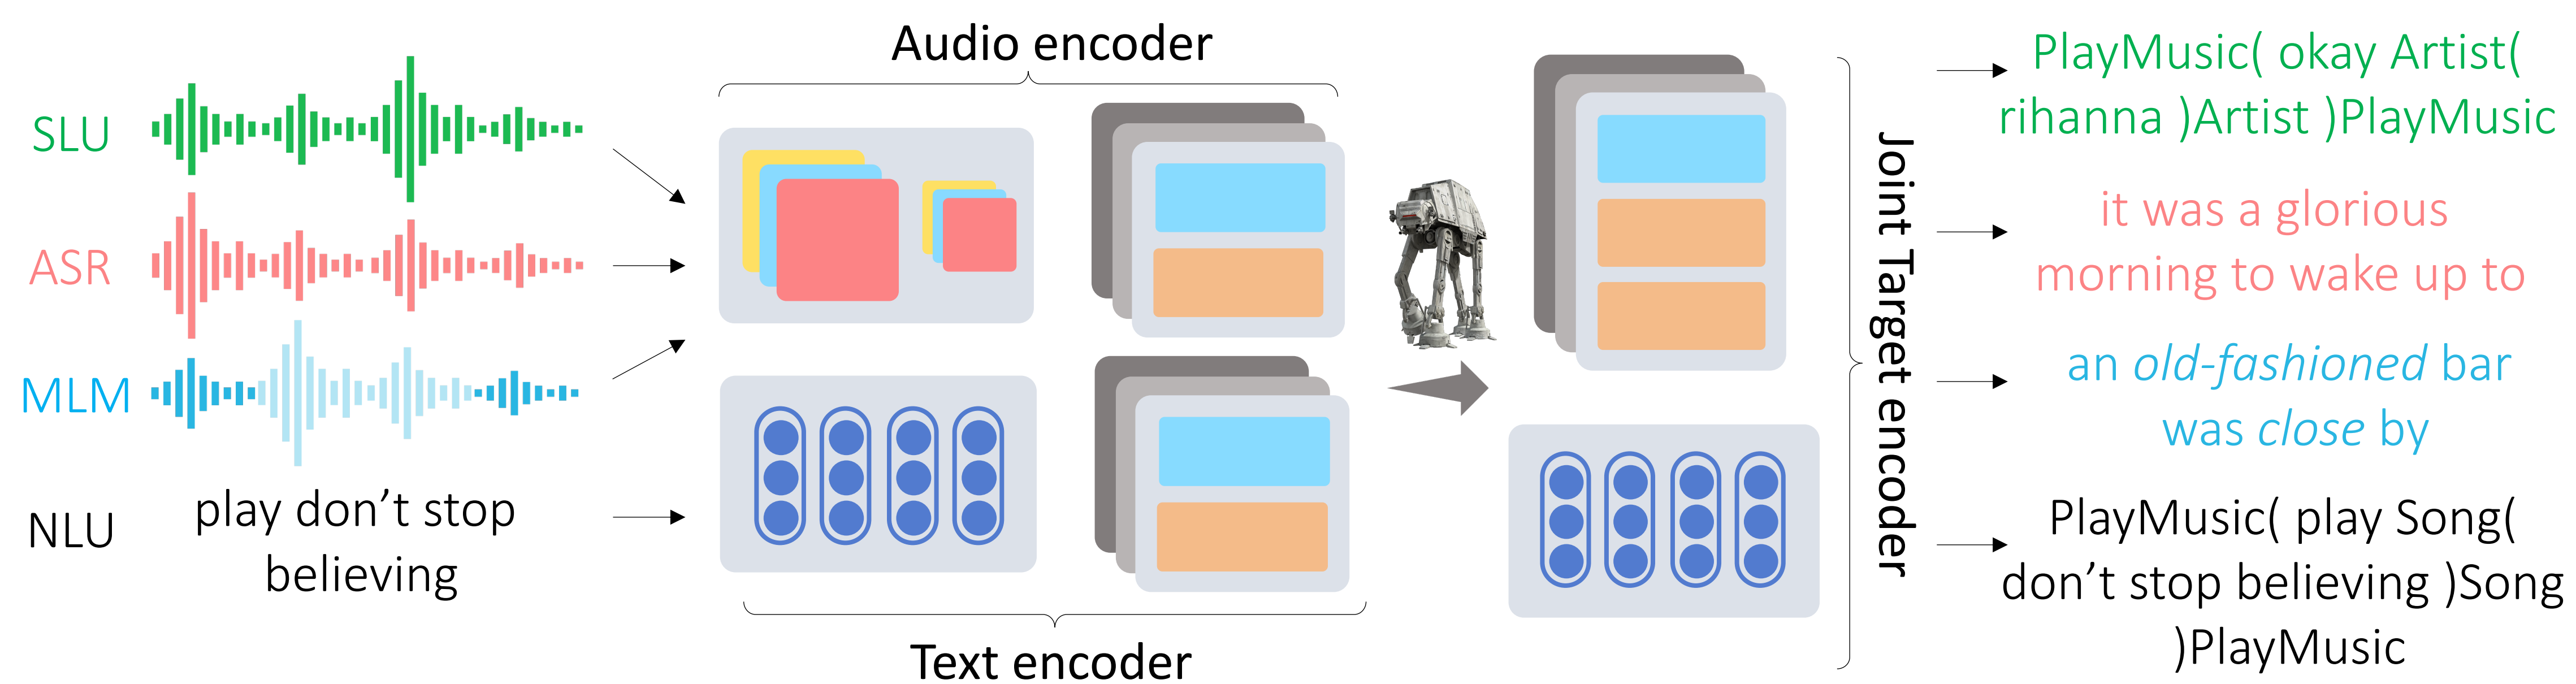 Audio encoder
SLU
ASR
MLM
NLU
play don’t stop
believing
Text encoder
Joint Target encoder
PlayMusic( okay Artist(
rihanna )Artist )PlayMusic
it was a glorious
morning to wake up to
an old-fashioned bar
was close by
PlayMusic( play Song(
don’t stop believing )Song
)PlayMusic